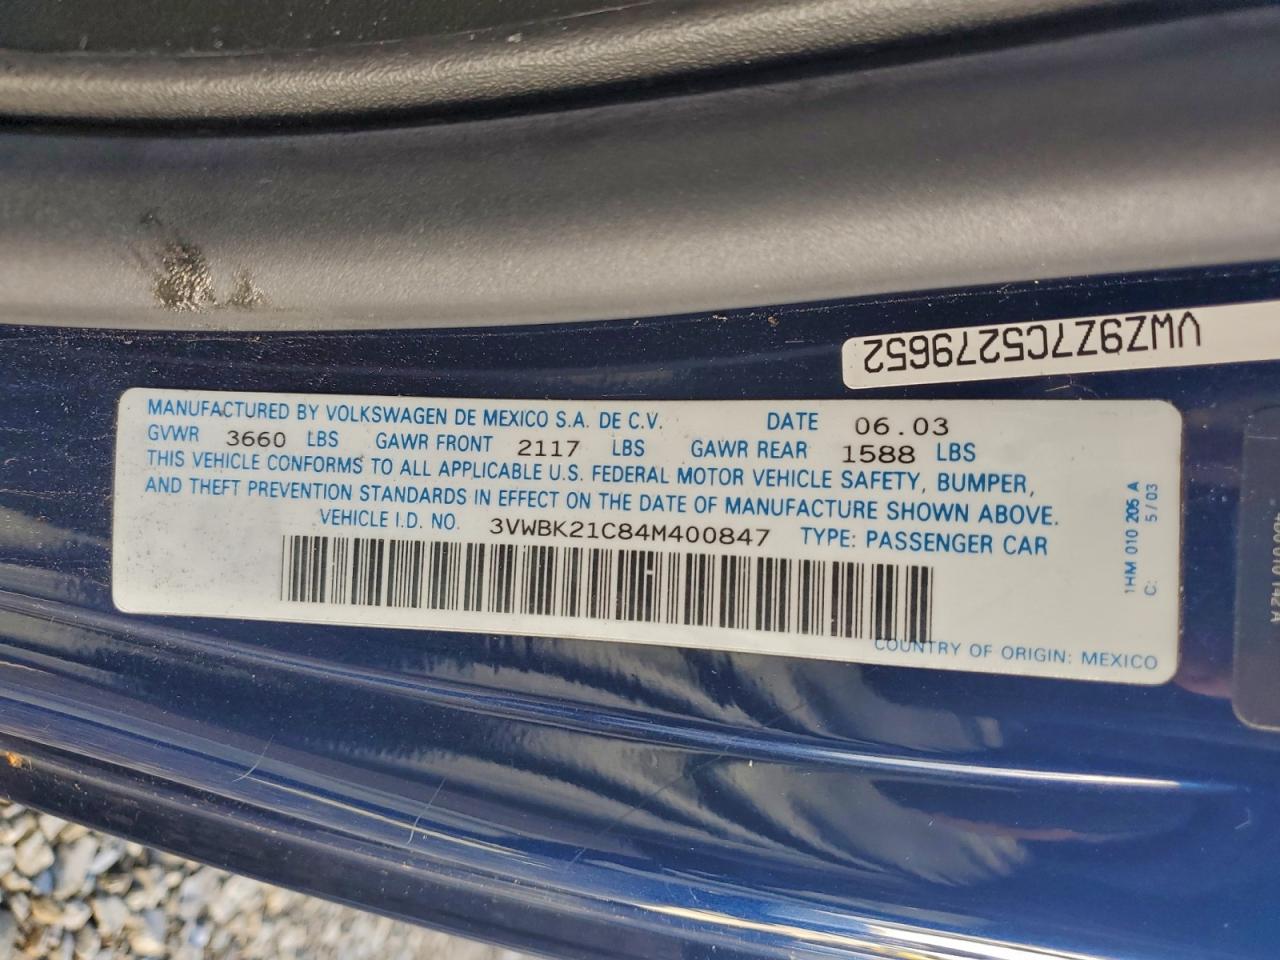 VWZ9Z7C5279652
MANUFACTURED BY VOLKSWAGEN DE MEXICO S.A. DE C.V. DATE 06.03
GVWR 3660 LBS GAWR FRONT 2117 LBS GAWR REAR 1588 LBS
THIS VEHICLE CONFORMS TO ALL APPLICABLE U.S. FEDERAL MOTOR VEHICLE SAFETY, BUMPER,
AND THEFT PREVENTION STANDARDS IN EFFECT ON THE DATE OF MANUFACTURE SHOWN ABOVE.
VEHICLE I.D. NO. 3VWBK21C84M400847 TYPE: PASSENGER CAR
COUNTRY OF ORIGIN: MEXICO
1HM 010 205 A
C: 5/03